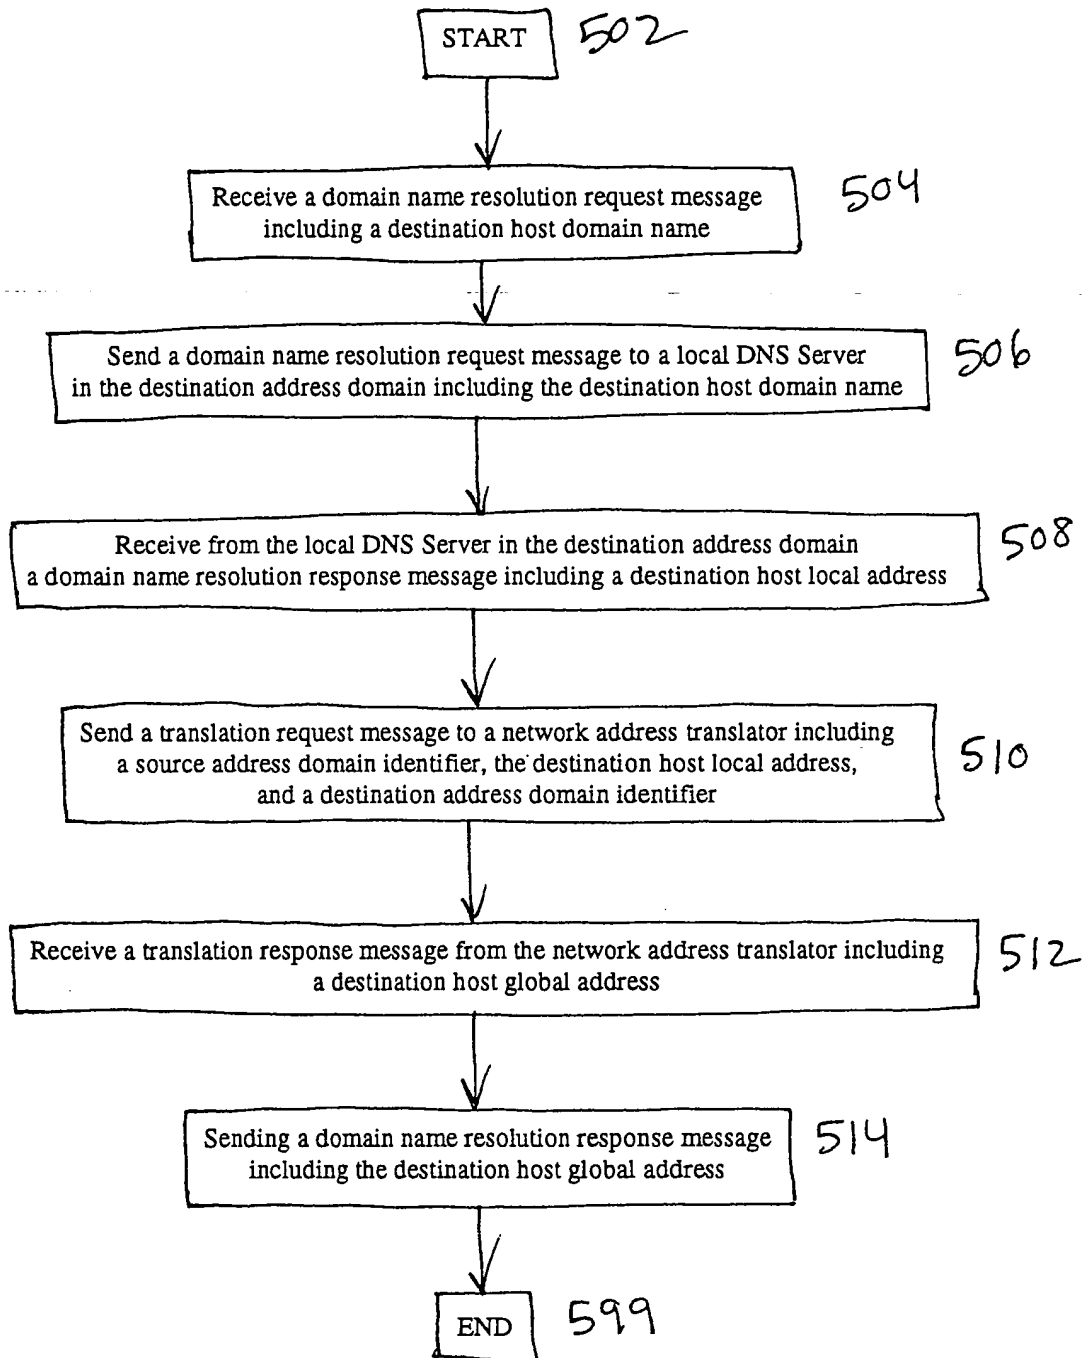 START 502
Receive a domain name resolution request message
including a destination host domain name
504
Send a domain name resolution request message to a local DNS Server
in the destination address domain including the destination host domain name
506
Receive from the local DNS Server in the destination address domain
a domain name resolution response message including a destination host local address
508
Send a translation request message to a network address translator including
a source address domain identifier, the destination host local address,
and a destination address domain identifier
510
Receive a translation response message from the network address translator including
a destination host global address
512
Sending a domain name resolution response message
including the destination host global address
514
END 599